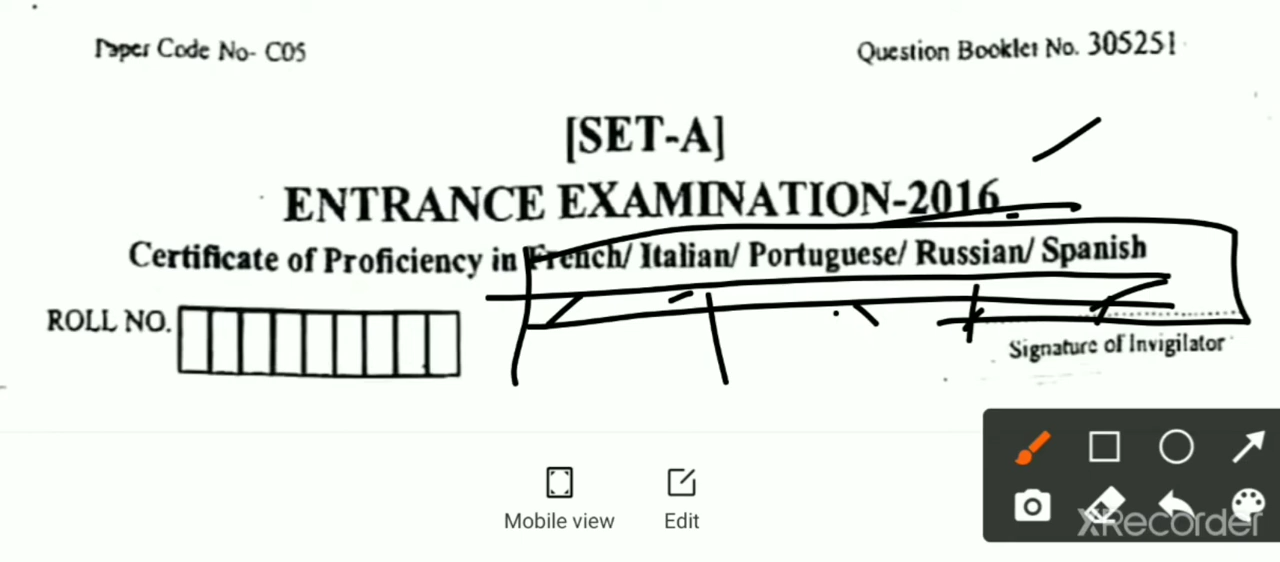 Paper Code No- C05
Question Booklet No. 305251
[SET-A]
ENTRANCE EXAMINATION-2016
Certificate of Proficiency in French/ Italian/ Portuguese/ Russian/ Spanish
ROLL NO.
Signature of Invigilator
Mobile view
Edit
XRecorder